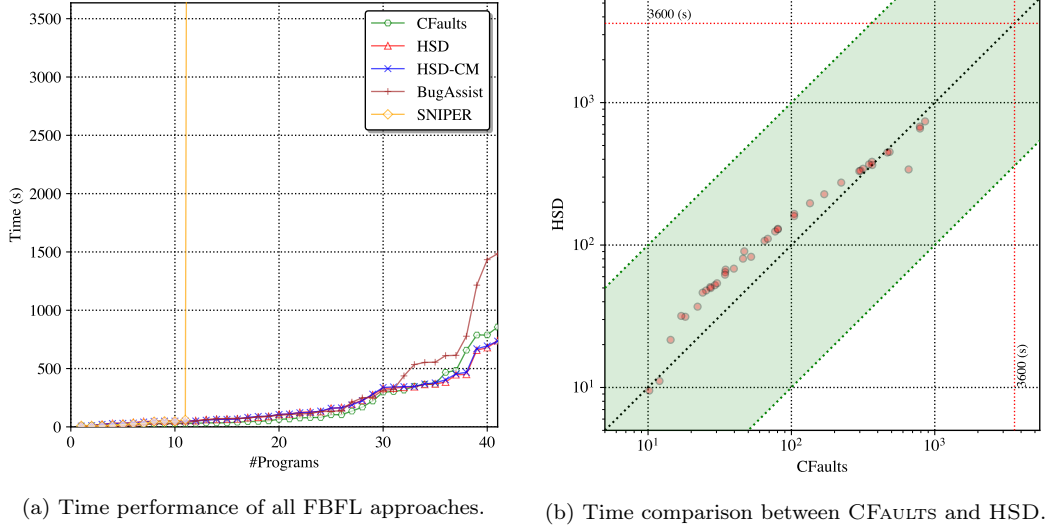 3500
3000
2500
2000
1500
1000
500
0
Time (s)
0
10
20
30
40
#Programs
CFaults
HSD
HSD-CM
BugAssist
SNIPER
(a) Time performance of all FBFL approaches.
3600 (s)
10³
10²
10¹
HSD
10¹
10²
10³
CFaults
3600 (s)
(b) Time comparison between CFAULTS and HSD.